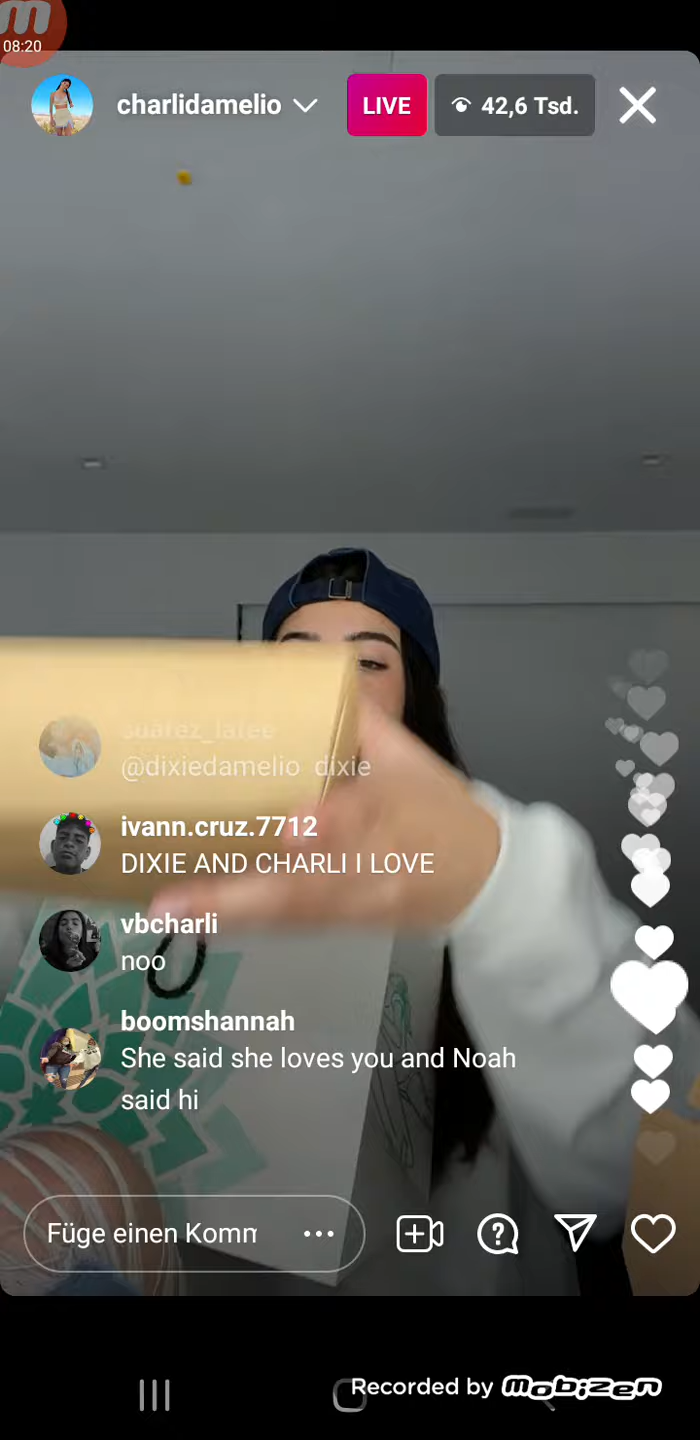 08:20
charlidamelio
LIVE
42,6 Tsd.
suarez_lafee
@dixiedamelio dixie
ivann.cruz.7712
DIXIE AND CHARLI I LOVE
vbcharli
noo
boomshannah
She said she loves you and Noah
said hi
Füge einen Komm
Recorded by mobizen